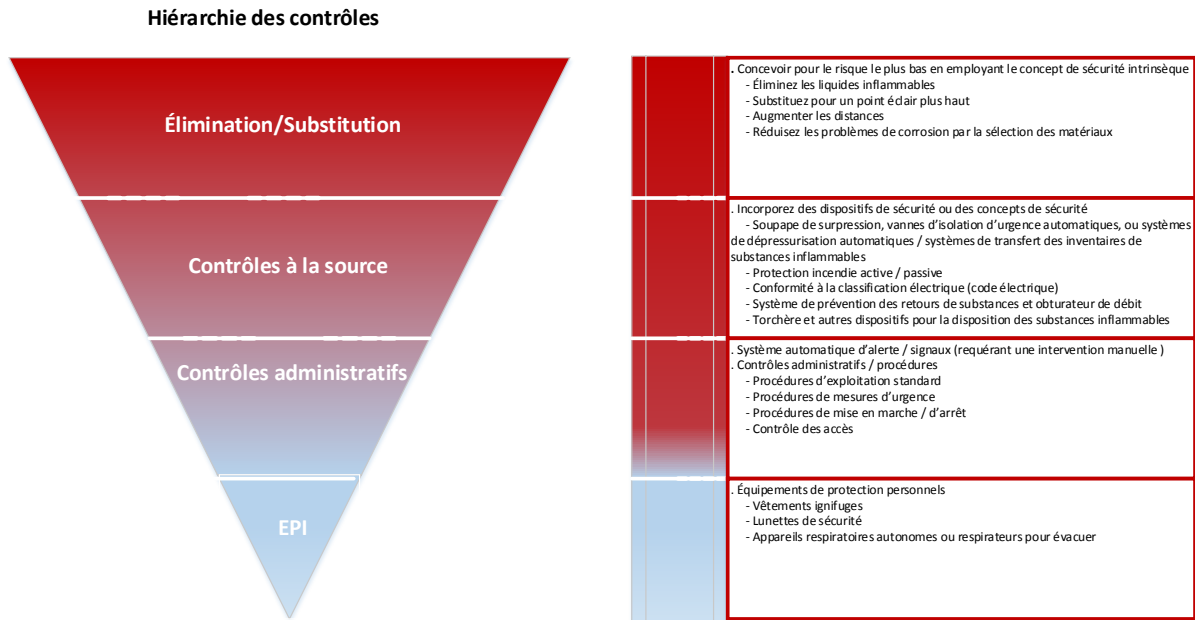 Hiérarchie des contrôles
Élimination/Substitution
Contrôles à la source
Contrôles administratifs
EPI
. Concevoir pour le risque le plus bas en employant le concept de sécurité intrinsèque
- Éliminez les liquides inflammables
- Substituez pour un point éclair plus haut
- Augmenter les distances
- Réduisez les problèmes de corrosion par la sélection des matériaux
. Incorporez des dispositifs de sécurité ou des concepts de sécurité
- Soupape de surpression, vannes d'isolation d'urgence automatiques, ou systèmes
de dépressurisation automatiques / systèmes de transfert des inventaires de
substances inflammables
- Protection incendie active / passive
- Conformité à la classification électrique (code électrique)
- Système de prévention des retours de substances et obturateur de débit
- Torchère et autres dispositifs pour la disposition des substances inflammables
. Système automatique d'alerte / signaux (requérant une intervention manuelle )
. Contrôles administratifs / procédures
- Procédures d'exploitation standard
- Procédures de mesures d'urgence
- Procédures de mise en marche / d'arrêt
- Contrôle des accès
. Équipements de protection personnels
- Vêtements ignifuges
- Lunettes de sécurité
- Appareils respiratoires autonomes ou respirateurs pour évacuer